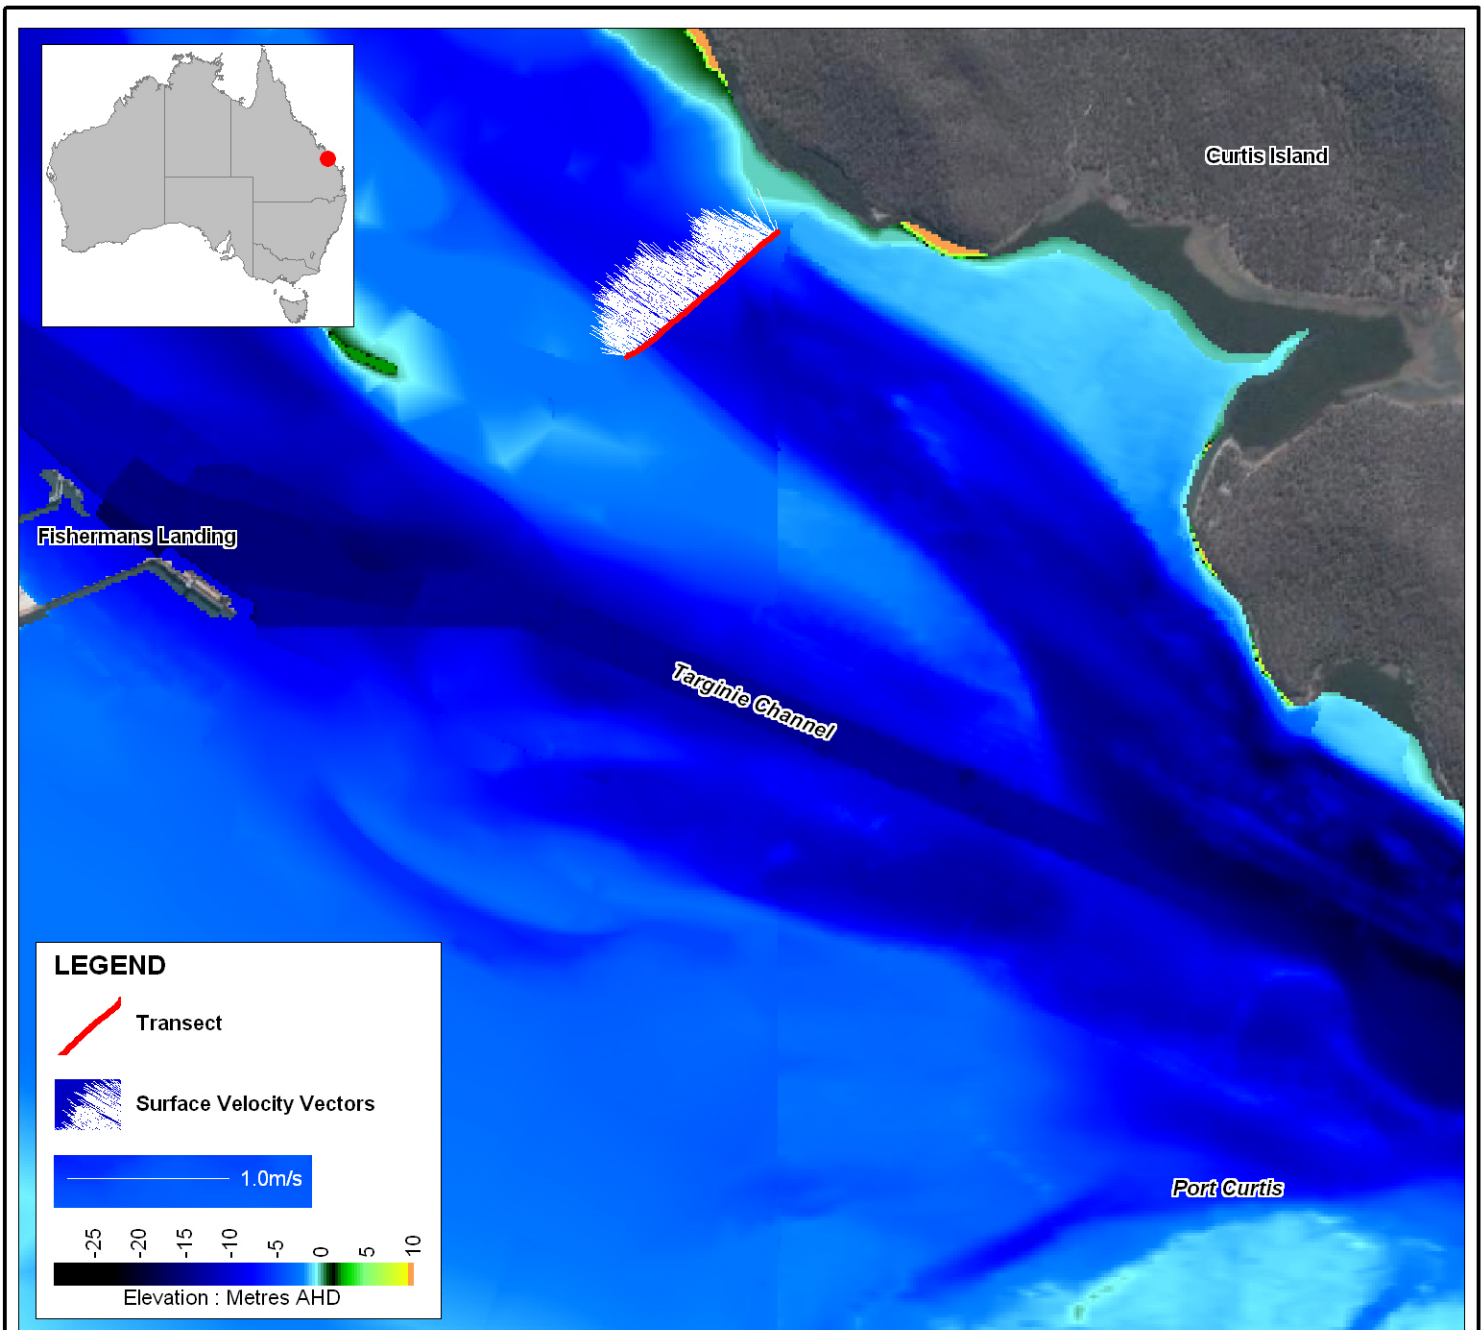 Curtis Island
Fishermans Landing
Targinie Channel
LEGEND
Transect
Surface Velocity Vectors
1.0m/s
-25 -20 -15 -10 -5 0 5 10
Elevation : Metres AHD
Port Curtis